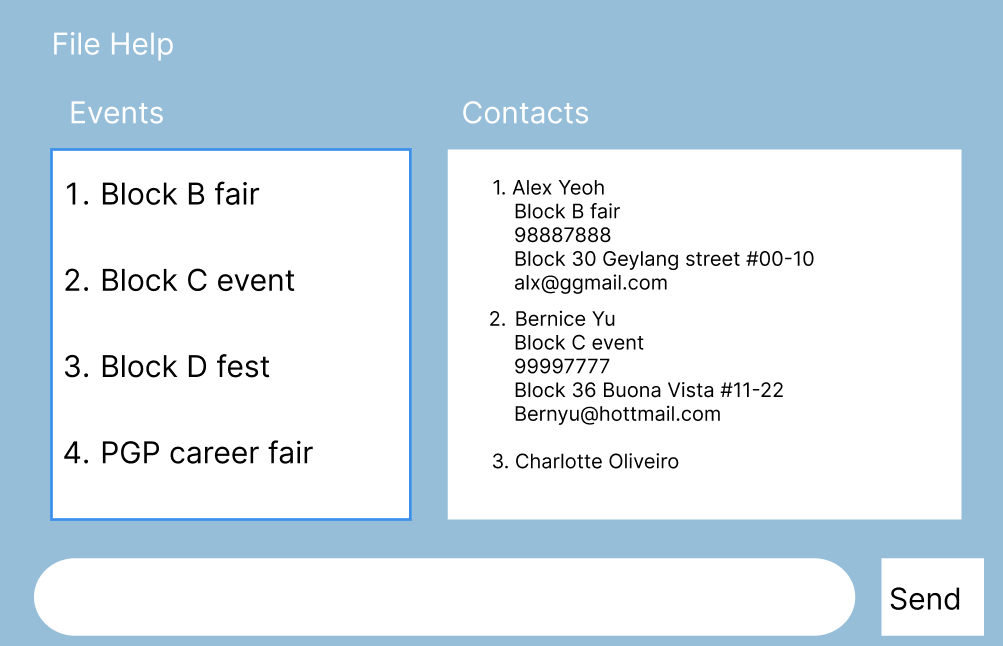 File Help
Events
1. Block B fair
2. Block C event
3. Block D fest
4. PGP career fair
Contacts
1. Alex Yeoh
Block B fair
98887888
Block 30 Geylang street #00-10
alx@ggmail.com
2. Bernice Yu
Block C event
99997777
Block 36 Buona Vista #11-22
Bernyu@hottmail.com
3. Charlotte Oliveiro
Send